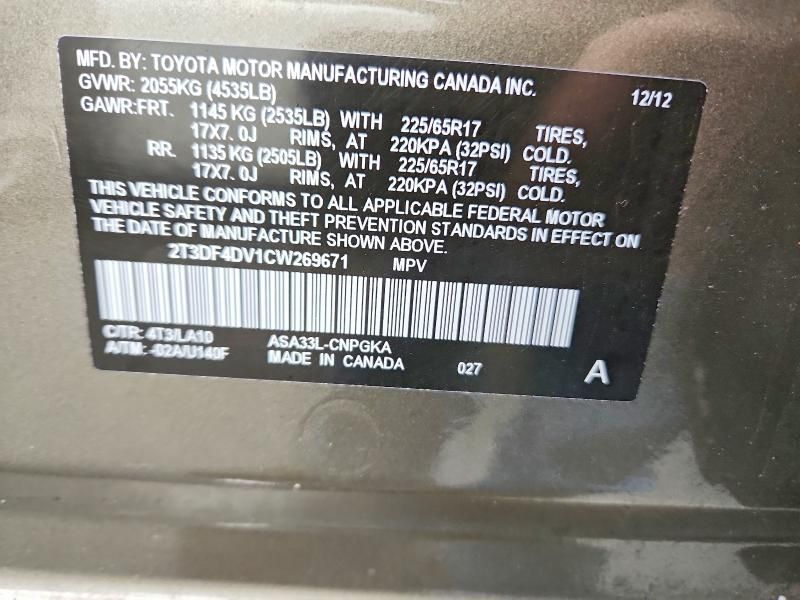 MFD. BY: TOYOTA MOTOR MANUFACTURING CANADA INC.
GVWR: 2055KG (4535LB) 12/12
GAWR:FRT. 1145 KG (2535LB) WITH 225/65R17 TIRES,
17X7. 0J RIMS, AT 220KPA (32PSI) COLD.
RR. 1135 KG (2505LB) WITH 225/65R17 TIRES,
17X7. 0J RIMS, AT 220KPA (32PSI) COLD.
THIS VEHICLE CONFORMS TO ALL APPLICABLE FEDERAL MOTOR
VEHICLE SAFETY AND THEFT PREVENTION STANDARDS IN EFFECT ON
THE DATE OF MANUFACTURE SHOWN ABOVE.
2T3DF4DV1CW269671 MPV
C/TR: 4T3/LA10 ASA33L-CNPGKA
A/TM: -02A/U140F MADE IN CANADA 027 A